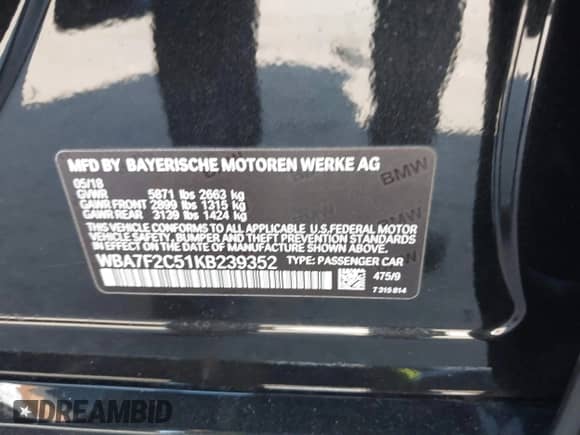 MFD BY BAYERISCHE MOTOREN WERKE AG
05/18
GVWR 5871 lbs 2663 kg
GAWR FRONT 2899 lbs 1315 kg
GAWR REAR 3139 lbs 1424 kg
THIS VEHICLE CONFORMS TO ALL APPLICABLE U.S.FEDERAL MOTOR
VEHICLE SAFETY, BUMPER AND THEFT PREVENTION
STANDARDS IN EFFECT ON THE DATE OF MANUFACTURE SHOWN ABOVE.
WBA7F2C51KB239352 TYPE: PASSENGER CAR
475/9
7 315 814
BMW
BMW
BMW
DREAMBID